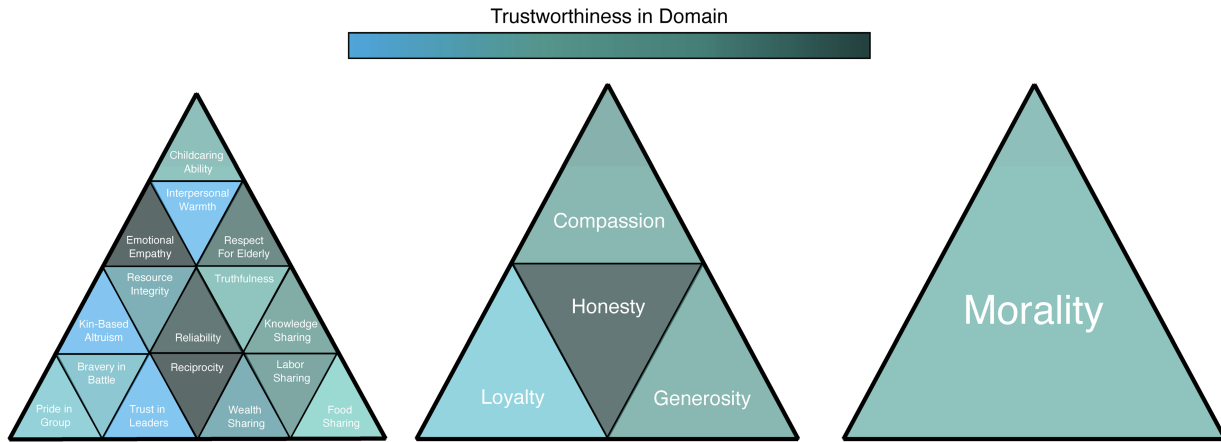 Trustworthiness in Domain
Childcaring
Ability
Interpersonal
Warmth
Emotional
Empathy
Respect
For Elderly
Resource
Integrity
Truthfulness
Kin-Based
Altruism
Reliability
Knowledge
Sharing
Bravery in
Battle
Reciprocity
Labor
Sharing
Pride in
Group
Trust in
Leaders
Wealth
Sharing
Food
Sharing
Compassion
Honesty
Loyalty
Generosity
Morality